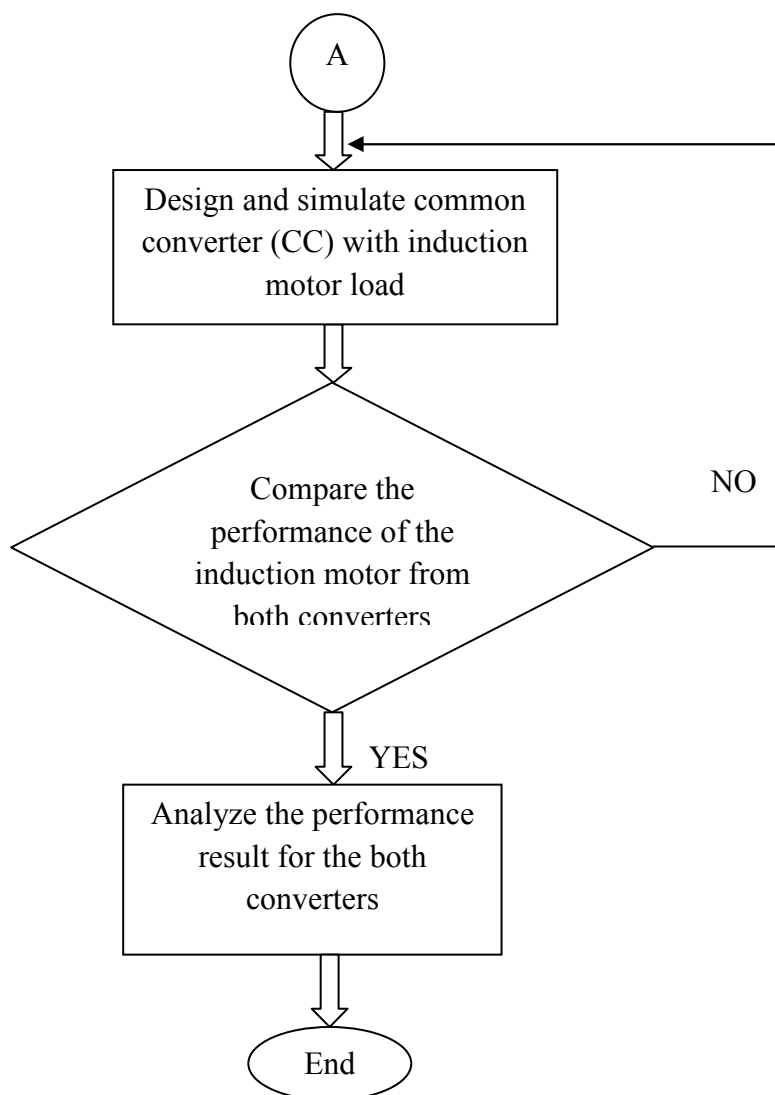 A
Design and simulate common
converter (CC) with induction
motor load
Compare the
performance of the
induction motor from
both converters
NO
YES
Analyze the performance
result for the both
converters
End